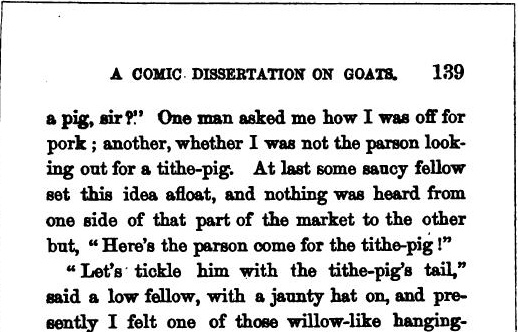 A COMIC DISSERTATION ON GOATS. 139
a pig, sir?" One man asked me how I was off for
pork; another, whether I was not the parson look-
ing out for a tithe-pig. At last some saucy fellow
set this idea afloat, and nothing was heard from
one side of that part of the market to the other
but, "Here's the parson come for the tithe-pig!"
"Let's tickle him with the tithe-pig's tail,"
said a low fellow, with a jaunty hat on, and pre-
sently I felt one of those willow-like hanging-